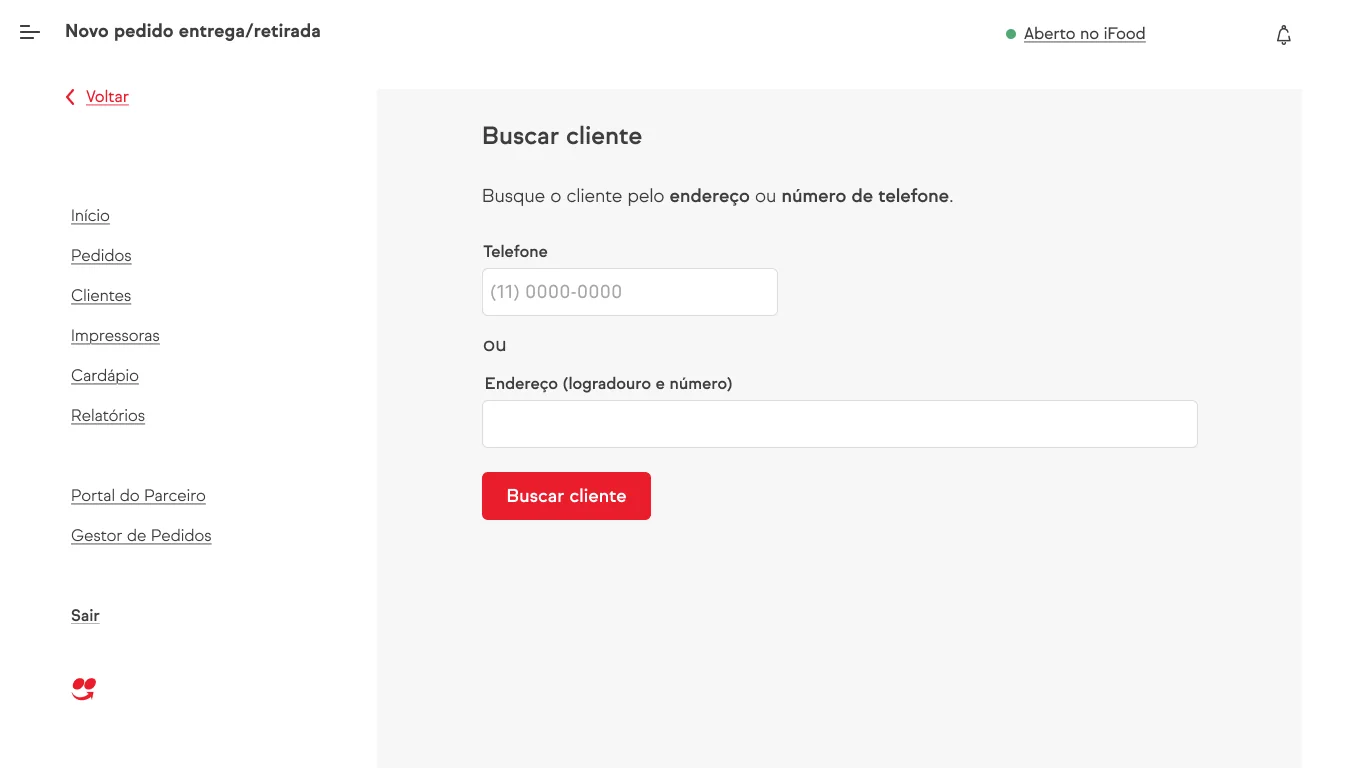 Novo pedido entrega/retirada
Aberto no iFood
Voltar
Início
Pedidos
Clientes
Impressoras
Cardápio
Relatórios
Portal do Parceiro
Gestor de Pedidos
Sair
Buscar cliente
Busque o cliente pelo endereço ou número de telefone.
Telefone
(11) 0000-0000
ou
Endereço (logradouro e número)
Buscar cliente